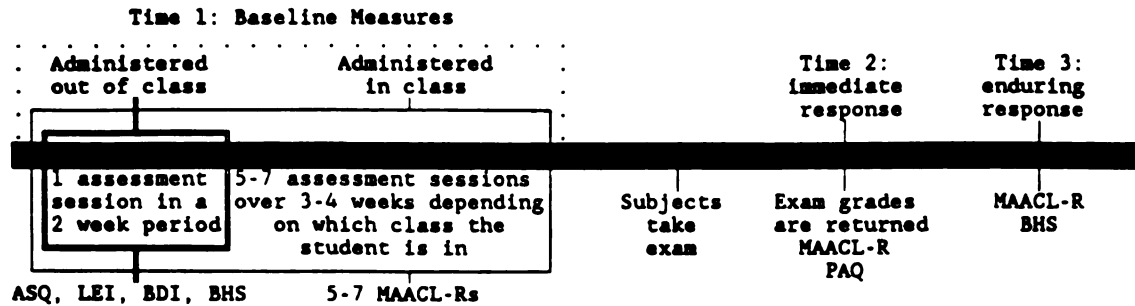 Time 1: Baseline Measures
Administered
out of class
Administered
in class
Time 2:
immediate
response
Time 3:
enduring
response
1 assessment
session in a
2 week period
5-7 assessment sessions
over 3-4 weeks depending
on which class the
student is in
Subjects
take
exam
Exam grades
are returned
MAACL-R
PAQ
MAACL-R
BHS
ASQ, LEI, BDI, BHS
5-7 MAACL-Rs